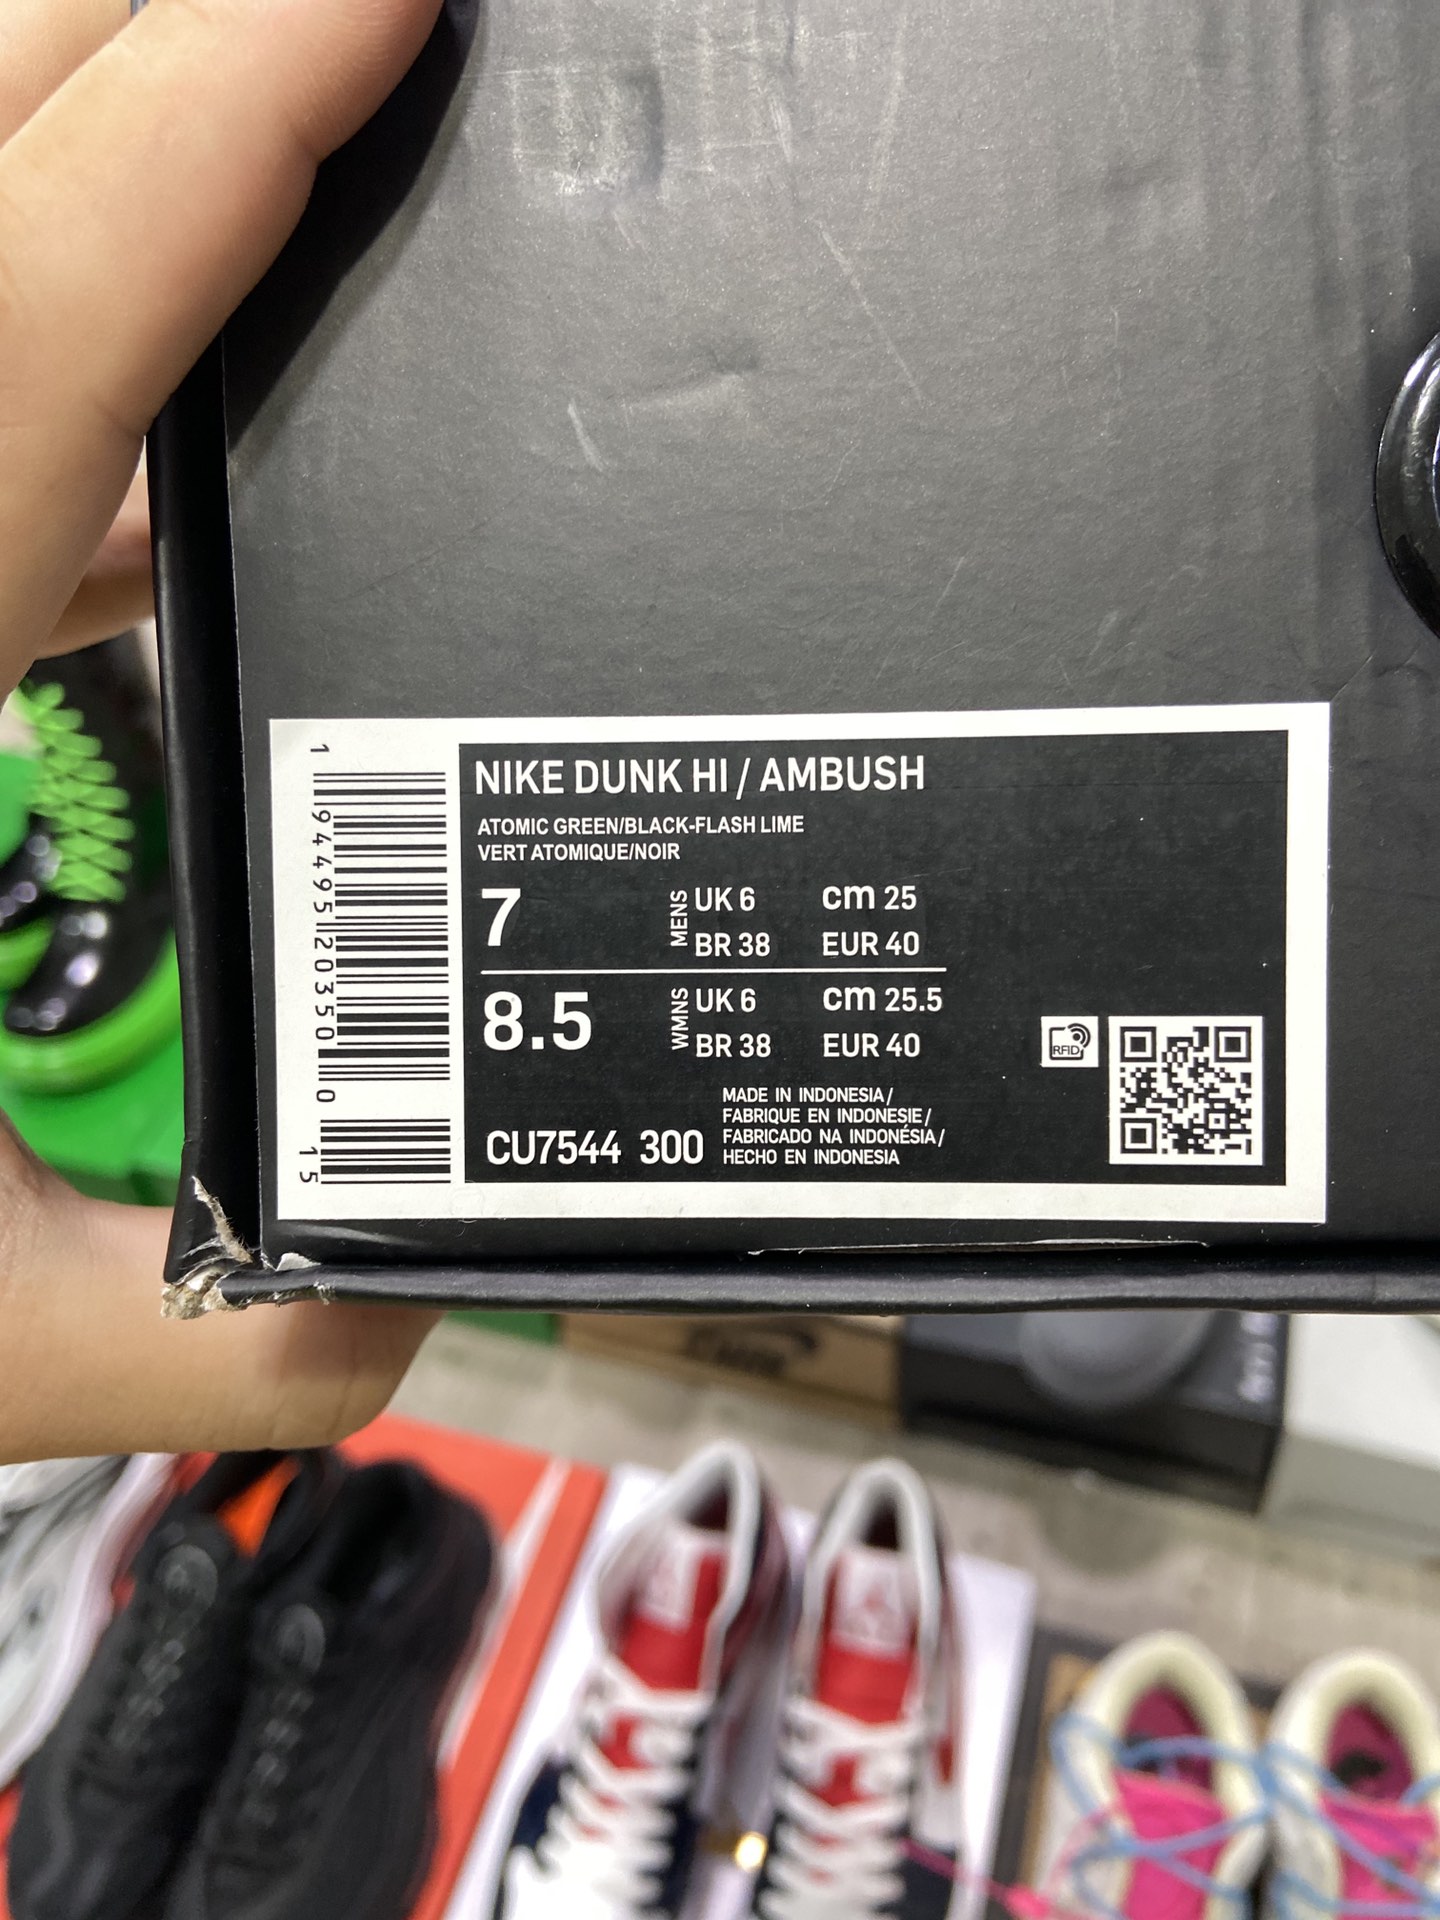 NIKE DUNK HI / AMBUSH
ATOMIC GREEN/BLACK-FLASH LIME
VERT ATOMIQUE/NOIR
7 MENS UK 6 cm 25
BR 38 EUR 40
8.5 WMNS UK 6 cm 25.5
BR 38 EUR 40
CU7544 300
MADE IN INDONESIA/
FABRIQUE EN INDONESIE/
FABRICADO NA INDONÉSIA/
HECHO EN INDONESIA
RFID
1 94495 20350 0 15